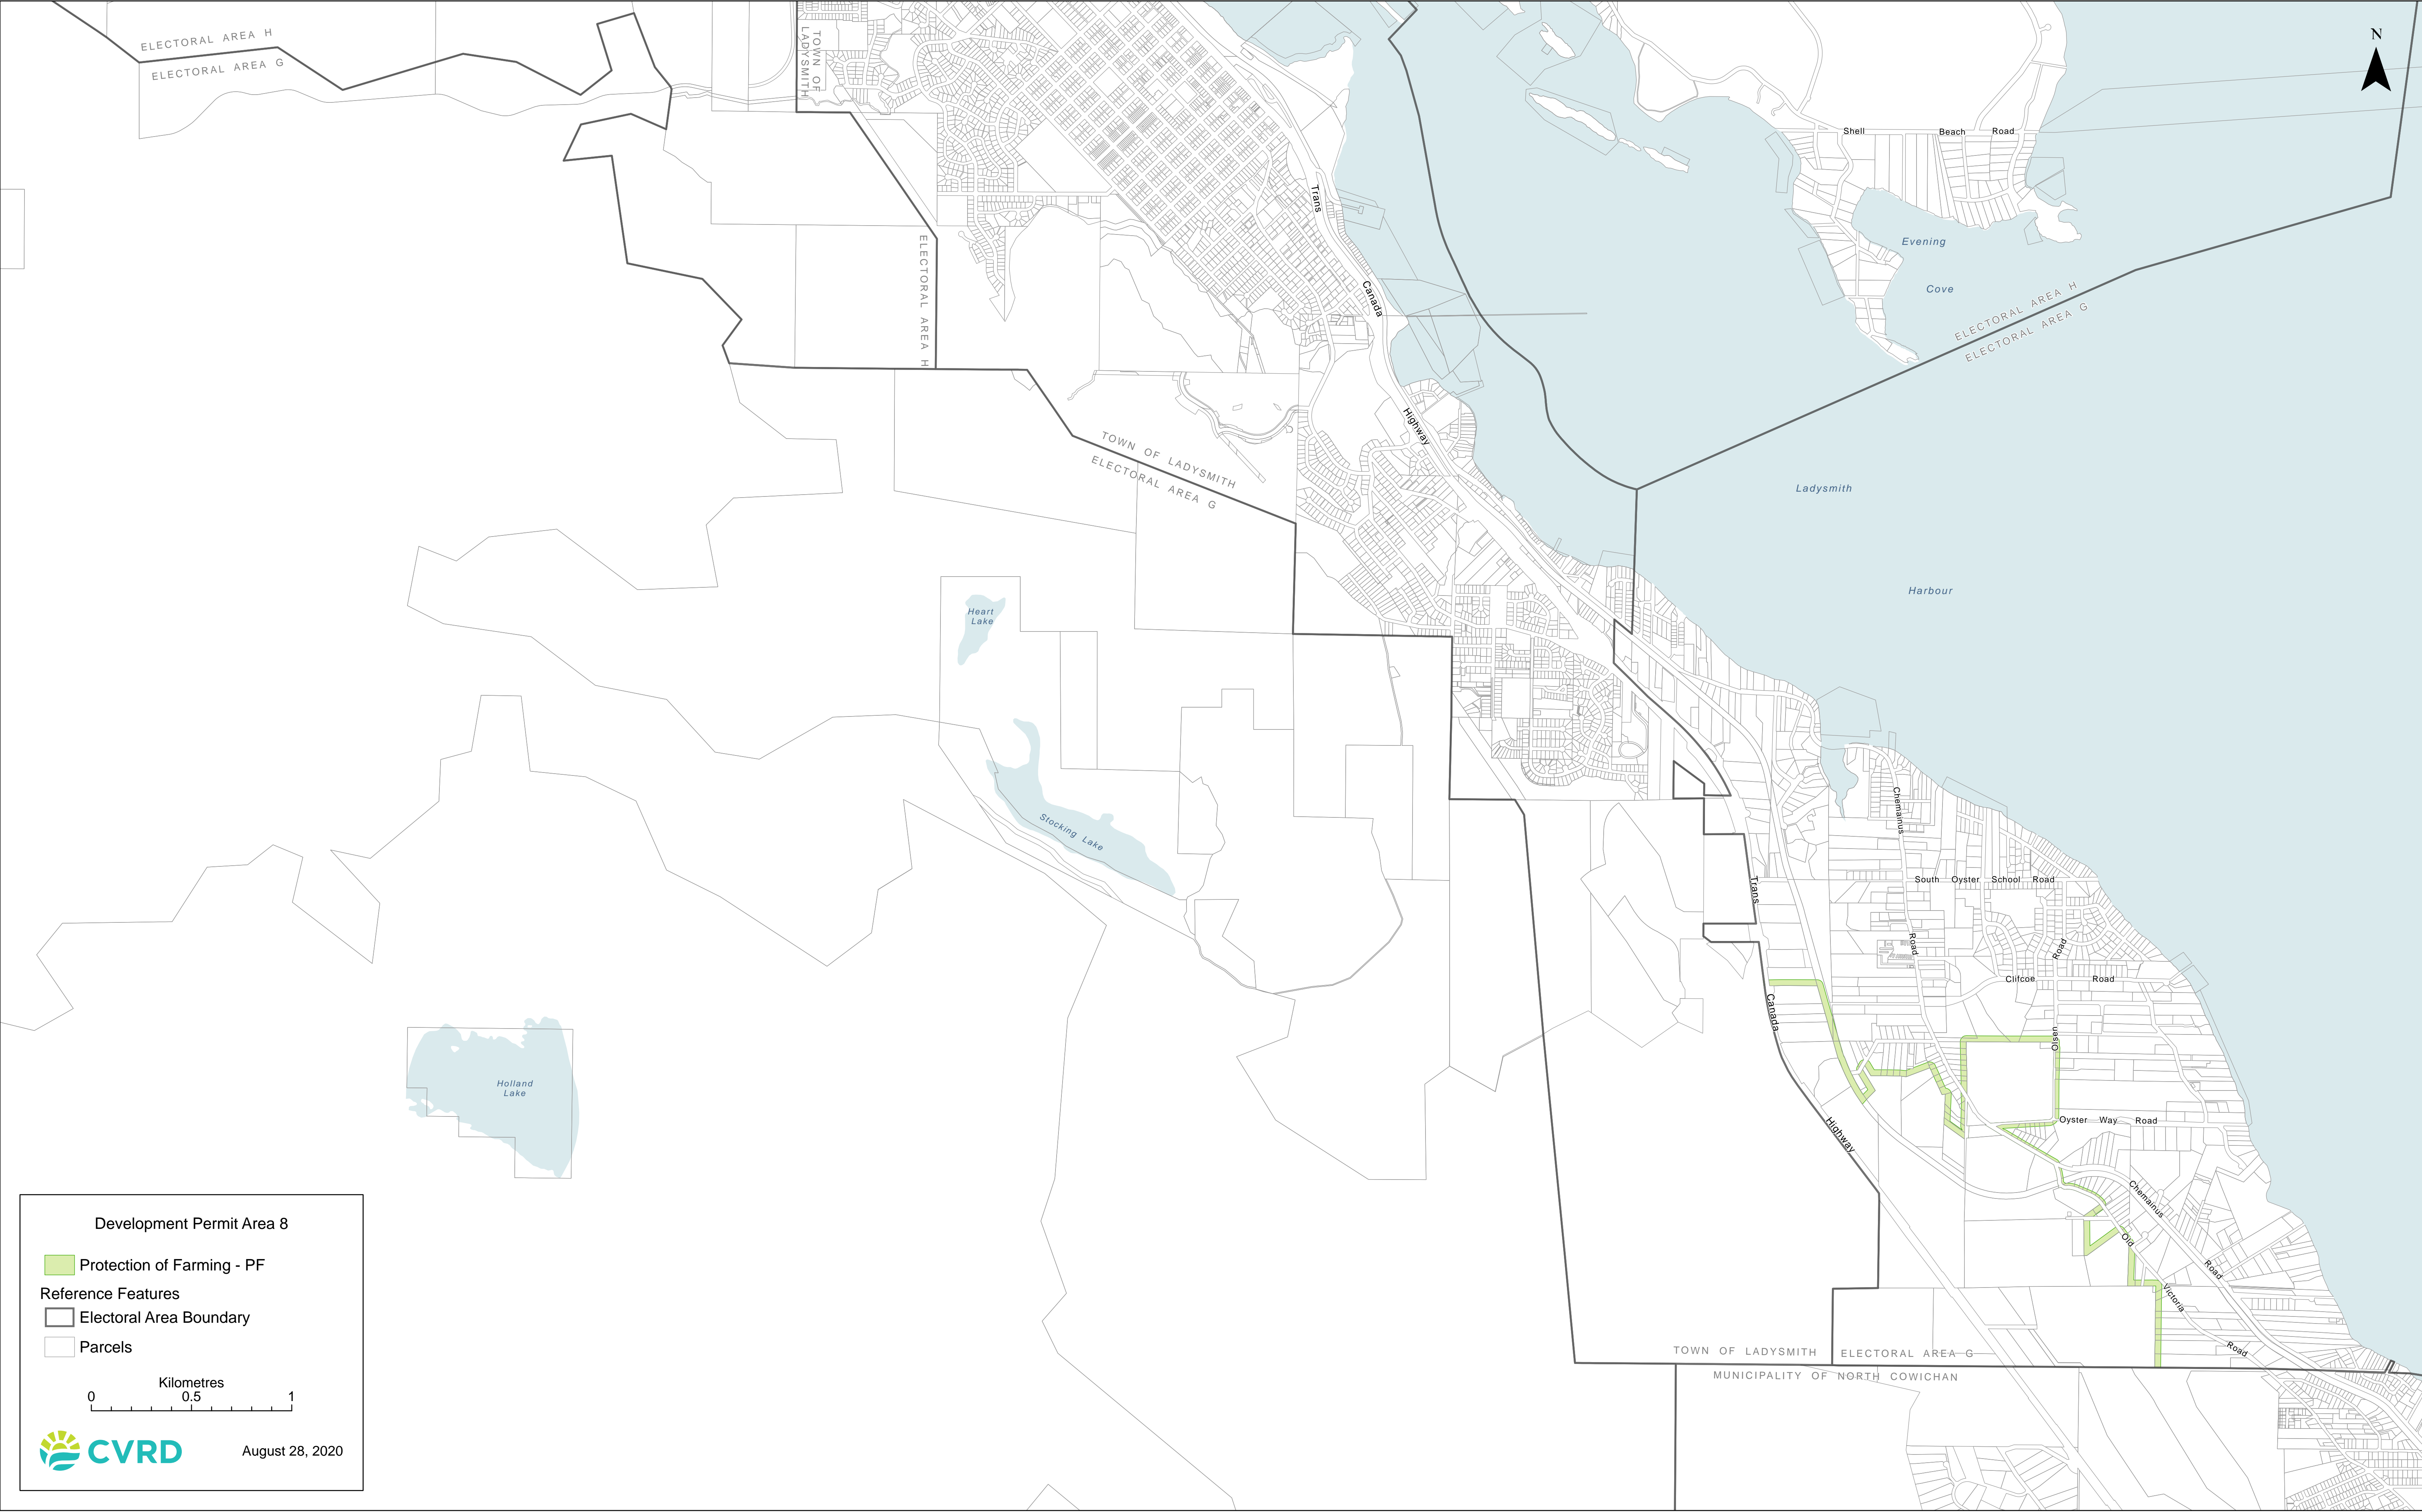 ELECTORAL AREA H
ELECTORAL AREA G
TOWN OF
LADYSMITH
N
Shell Beach Road
Trans Canada Highway
Evening
Cove
ELECTORAL AREA H
ELECTORAL AREA H
ELECTORAL AREA G
TOWN OF LADYSMITH
ELECTORAL AREA G
Ladysmith
Harbour
Heart
Lake
Stocking Lake
Chemainus Road
South Oyster School Road
Trans Canada Highway
Clifcoe Road
Olsen Road
Holland
Lake
Oyster Way Road
Chemainus Road
Old Victoria Road
TOWN OF LADYSMITH
ELECTORAL AREA G
MUNICIPALITY OF NORTH COWICHAN
Development Permit Area 8
Protection of Farming - PF
Reference Features
Electoral Area Boundary
Parcels
Kilometres
0 0.5 1
CVRD
August 28, 2020